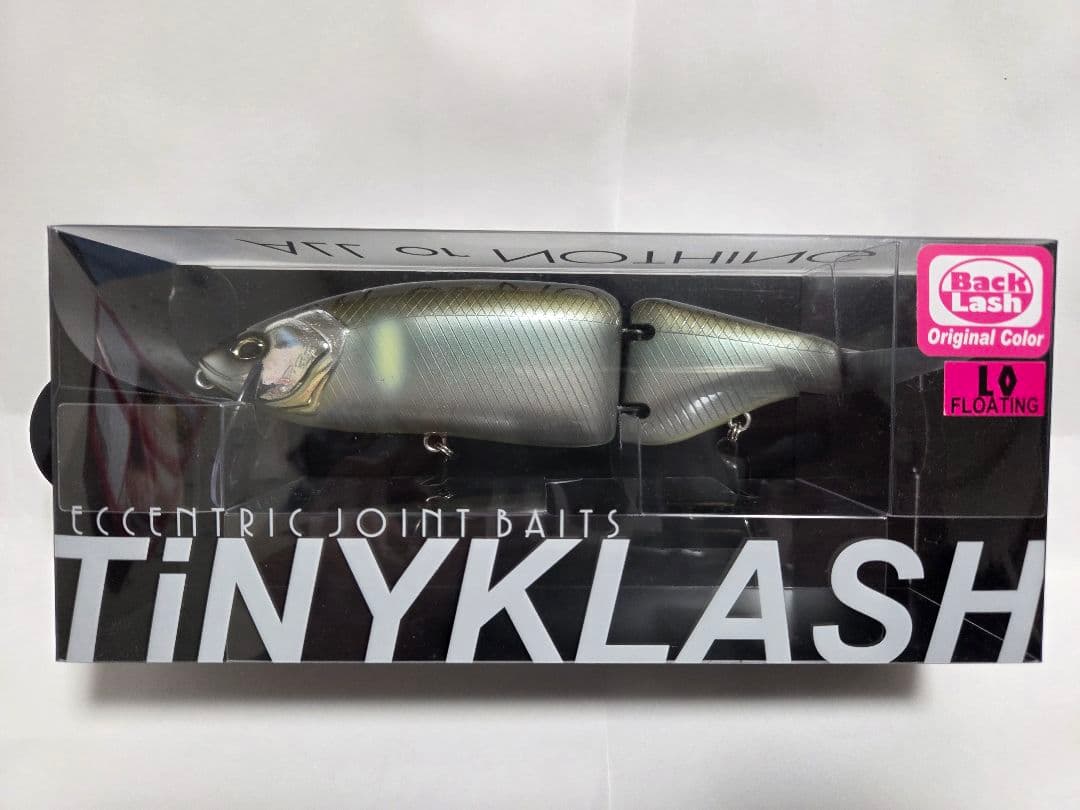 ALL or NOTHING
Back
Lash
Original Color
LO
FLOATING
ECCENTRIC JOINT BAITS
TiNYKLASH